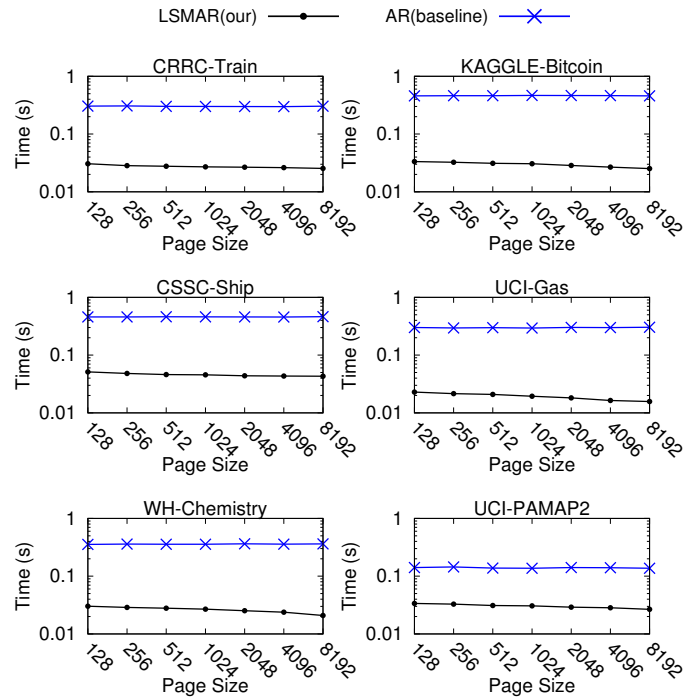 LSMAR(our) AR(baseline)
CRRC-Train KAGGLE-Bitcoin
1 1
0.1 0.1
0.01 0.01
Time (s) Time (s)
128 256 512 1024 2048 4096 8192 128 256 512 1024 2048 4096 8192
Page Size Page Size
CSSC-Ship UCI-Gas
1 1
0.1 0.1
0.01 0.01
Time (s) Time (s)
128 256 512 1024 2048 4096 8192 128 256 512 1024 2048 4096 8192
Page Size Page Size
WH-Chemistry UCI-PAMAP2
1 1
0.1 0.1
0.01 0.01
Time (s) Time (s)
128 256 512 1024 2048 4096 8192 128 256 512 1024 2048 4096 8192
Page Size Page Size